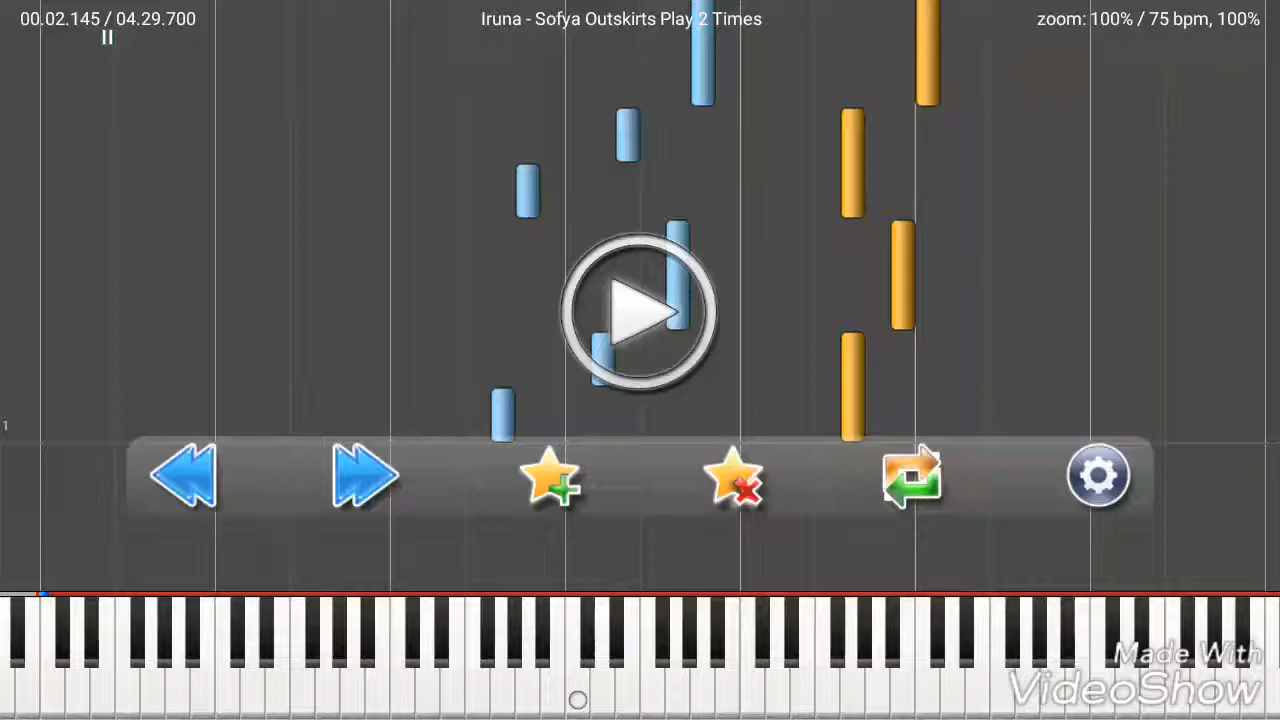 00.02.145 / 04.29.700
Iruna - Sofya Outskirts Play 2 Times
zoom: 100% / 75 bpm, 100%
1
Made With
VideoShow